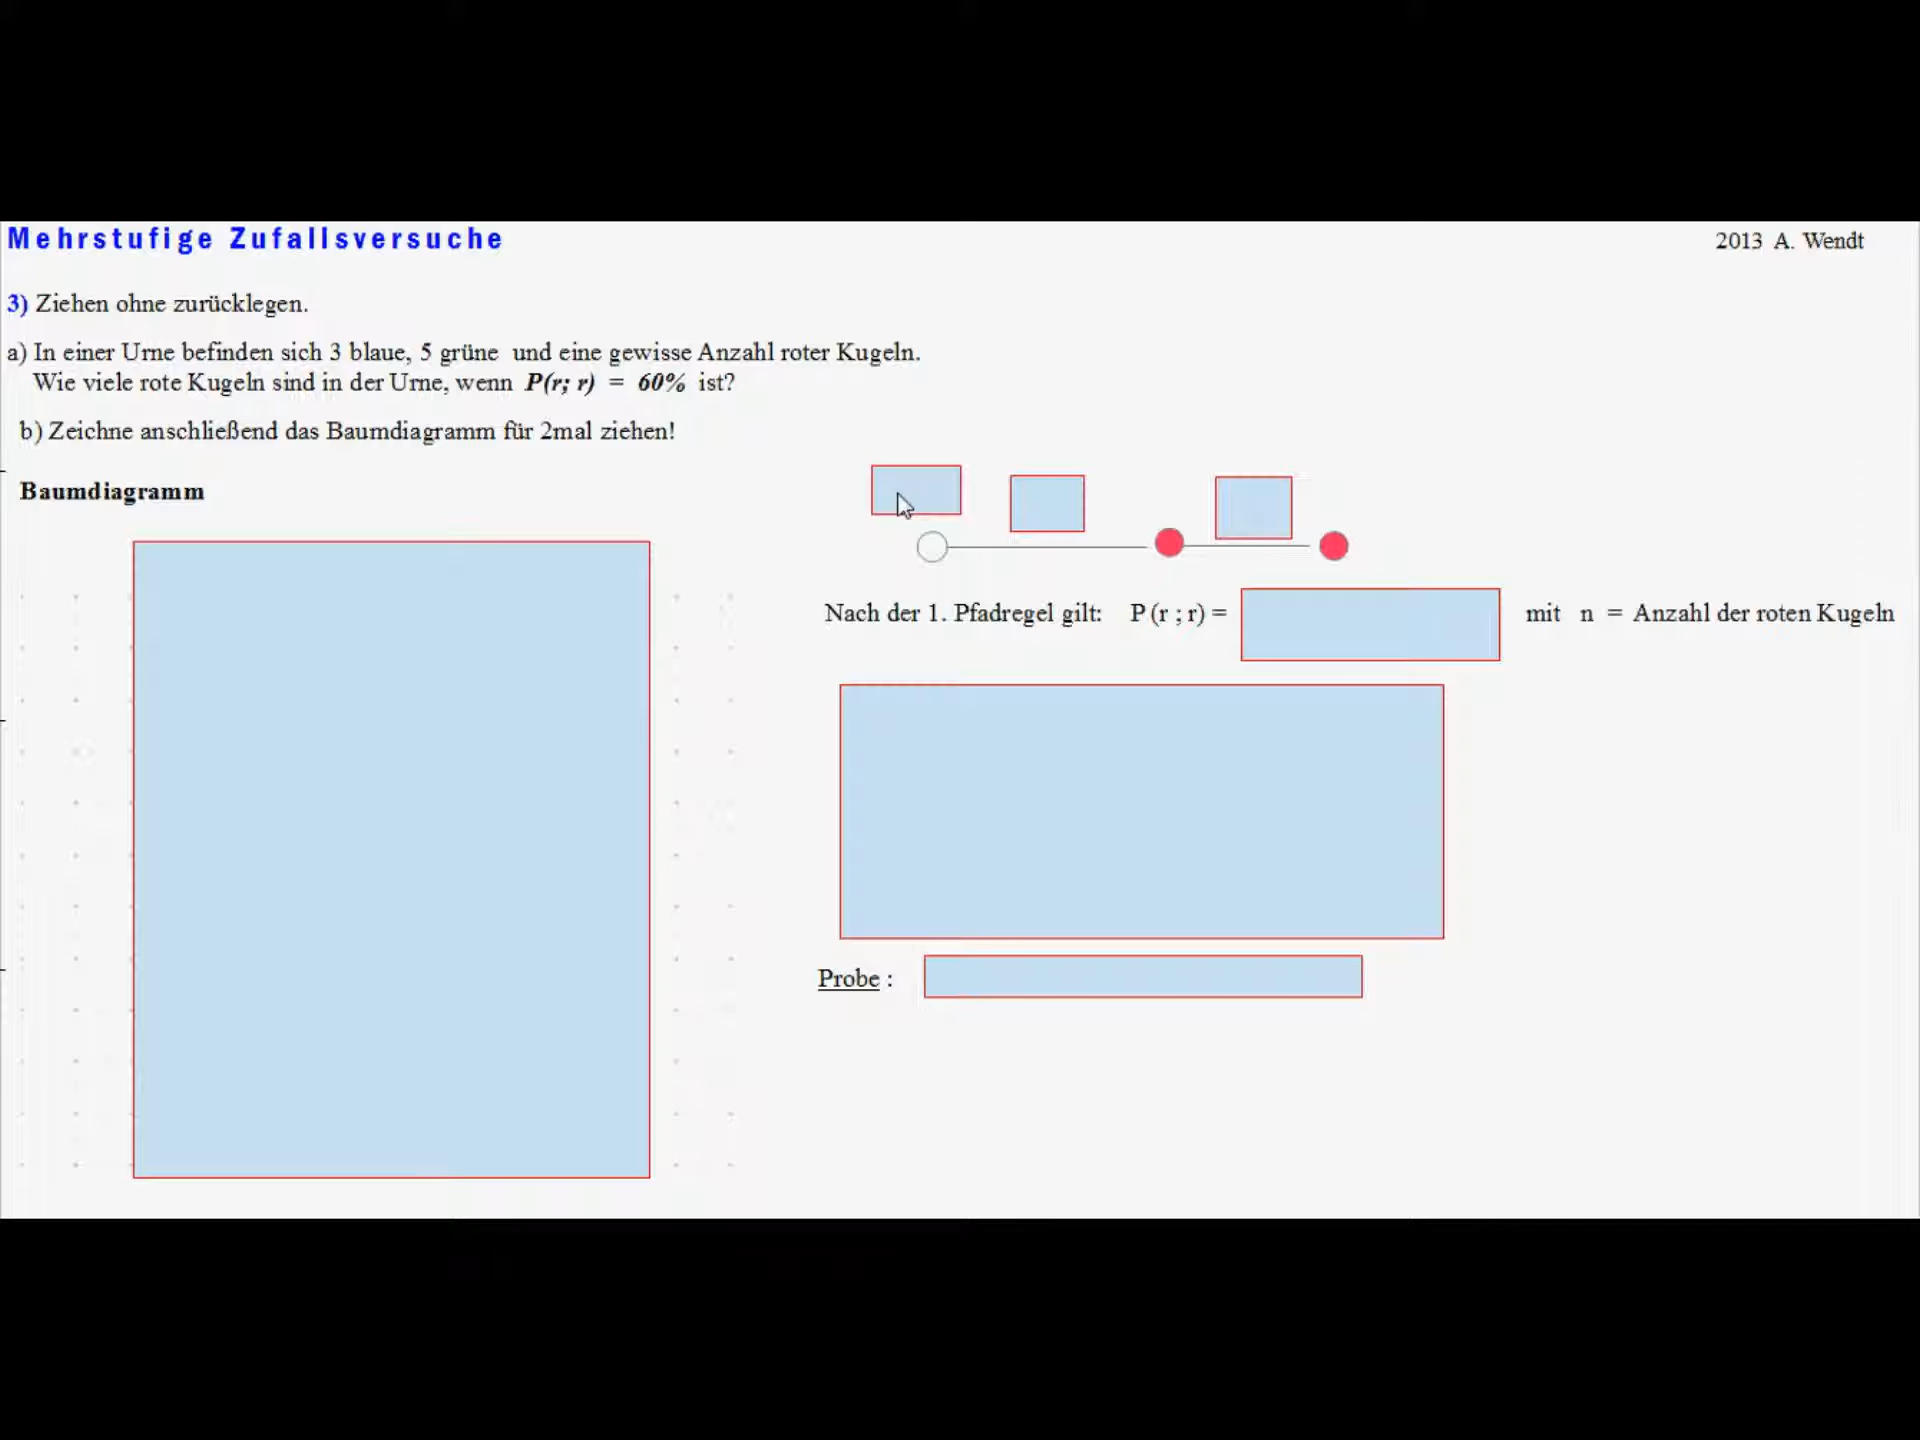 Mehrstufige Zufallsversuche
2013 A. Wendt
3) Ziehen ohne zurücklegen.
a) In einer Urne befinden sich 3 blaue, 5 grüne und eine gewisse Anzahl roter Kugeln.
Wie viele rote Kugeln sind in der Urne, wenn P(r; r) = 60% ist?
b) Zeichne anschließend das Baumdiagramm für 2mal ziehen!
Baumdiagramm
Nach der 1. Pfadregel gilt: P (r ; r) = mit n = Anzahl der roten Kugeln
Probe :